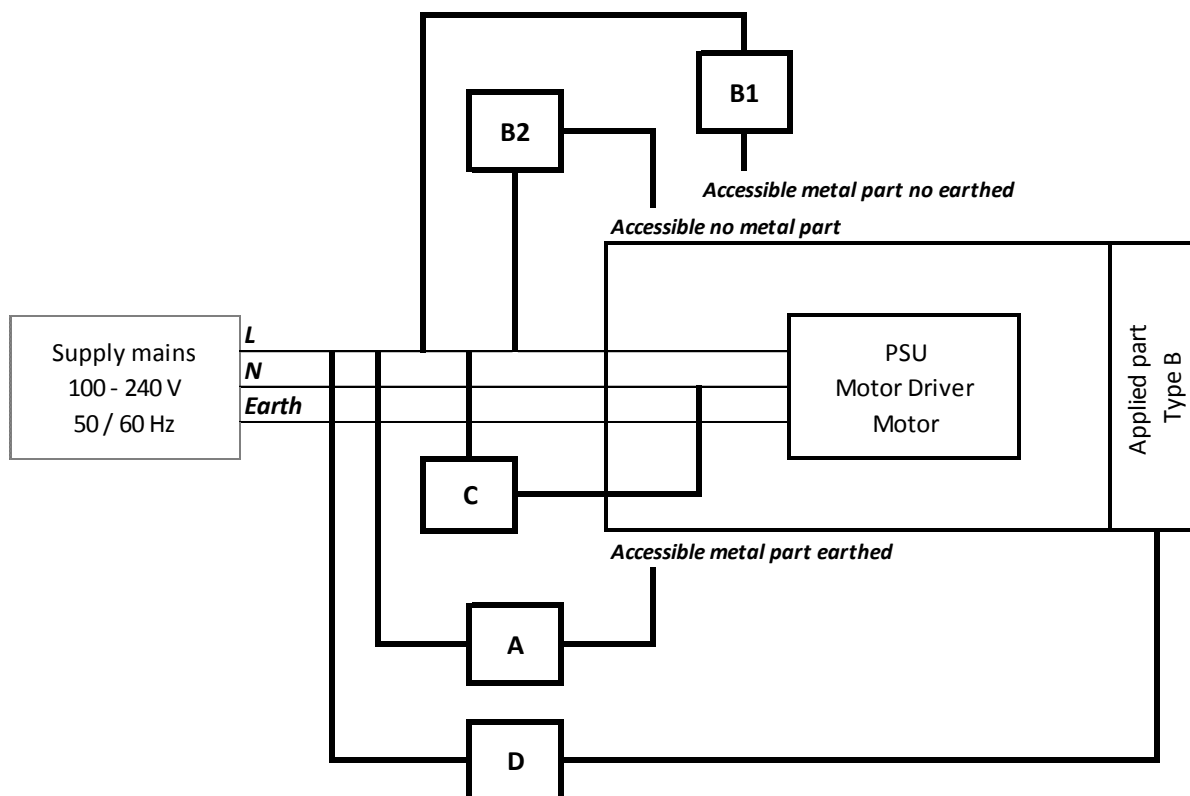 B1
B2
Accessible metal part no earthed
Accessible no metal part
Supply mains
100 - 240 V
50 / 60 Hz
L
N
Earth
PSU
Motor Driver
Motor
Applied part
Type B
C
Accessible metal part earthed
A
D